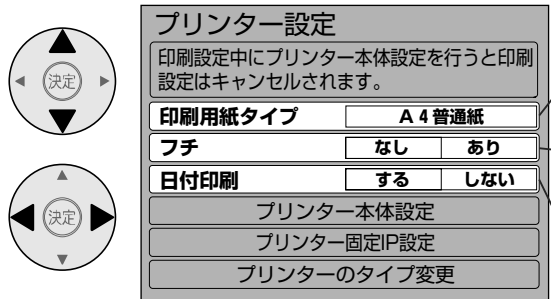 プリンター設定
印刷設定中にプリンター本体設定を行うと印刷
設定はキャンセルされます。
決定
印刷用紙タイプ A4普通紙
フチ なし あり
日付印刷 する しない
決定
プリンター本体設定
プリンター固定IP設定
プリンターのタイプ変更